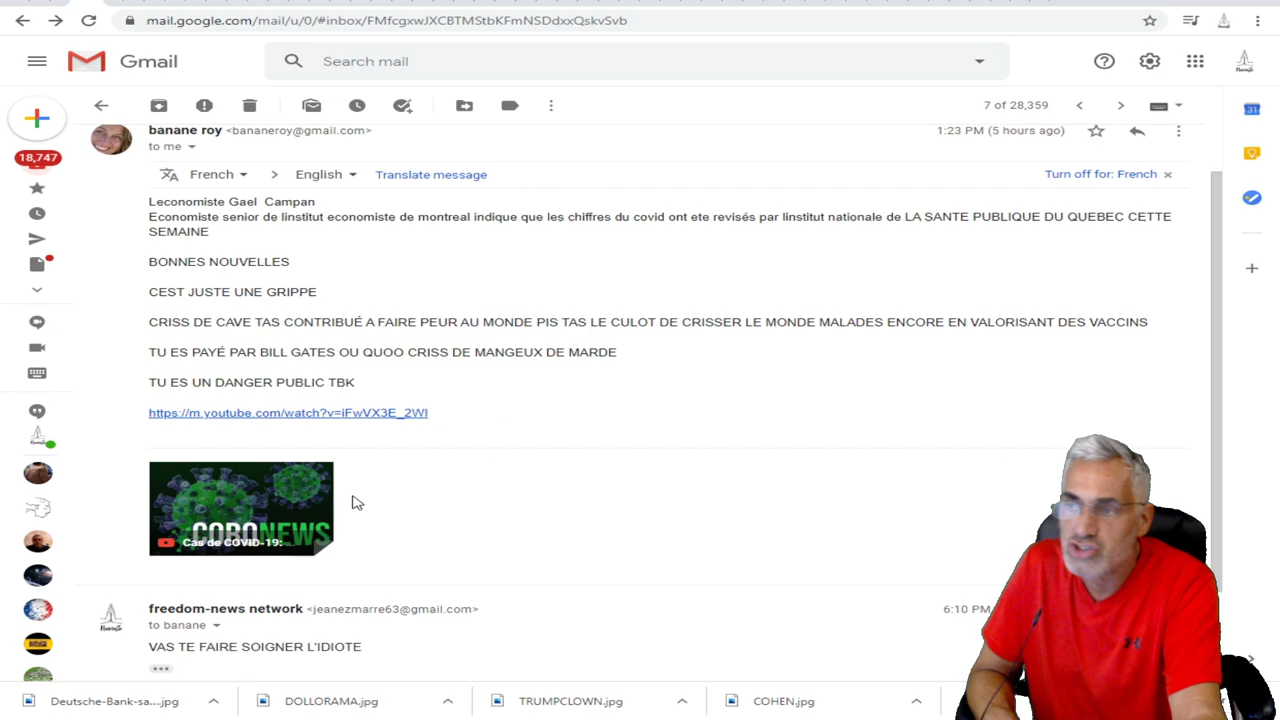 mail.google.com/mail/u/0/#inbox/FMfcgxwJXCBTMStbKFmNSDdxxQskvSvb
Gmail
Search mail
7 of 28,359
banane roy <bananeroy@gmail.com>
1:23 PM (5 hours ago)
to me
18,747
French > English Translate message
Turn off for: French ×
Leconomiste Gael Campan
Economiste senior de linstitut economiste de montreal indique que les chiffres du covid ont ete revisés par linstitut nationale de LA SANTE PUBLIQUE DU QUEBEC CETTE
SEMAINE
BONNES NOUVELLES
CEST JUSTE UNE GRIPPE
CRISS DE CAVE TAS CONTRIBUÉ A FAIRE PEUR AU MONDE PIS TAS LE CULOT DE CRISSER LE MONDE MALADES ENCORE EN VALORISANT DES VACCINS
TU ES PAYÉ PAR BILL GATES OU QUOO CRISS DE MANGEUX DE MARDE
TU ES UN DANGER PUBLIC TBK
https://m.youtube.com/watch?v=iFwVX3E_2WI
CORONEWS
Cas de COVID-19: ...
freedom-news network <jeanezmarre63@gmail.com>
6:10 PM
to banane
VAS TE FAIRE SOIGNER L'IDIOTE
Deutsche-Bank-sa....jpg
DOLLORAMA.jpg
TRUMPCLOWN.jpg
COHEN.jpg